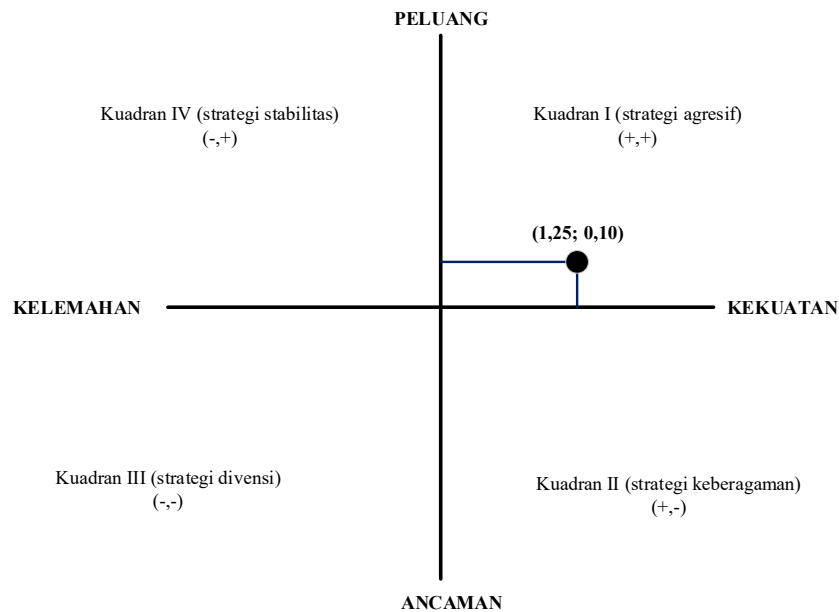 PELUANG
Kuadran IV (strategi stabilitas)
(-,+)
Kuadran I (strategi agresif)
(+,+)
(1,25; 0,10)
KELEMAHAN
KEKUATAN
Kuadran III (strategi divensi)
(-,-)
Kuadran II (strategi keberagaman)
(+,-)
ANCAMAN